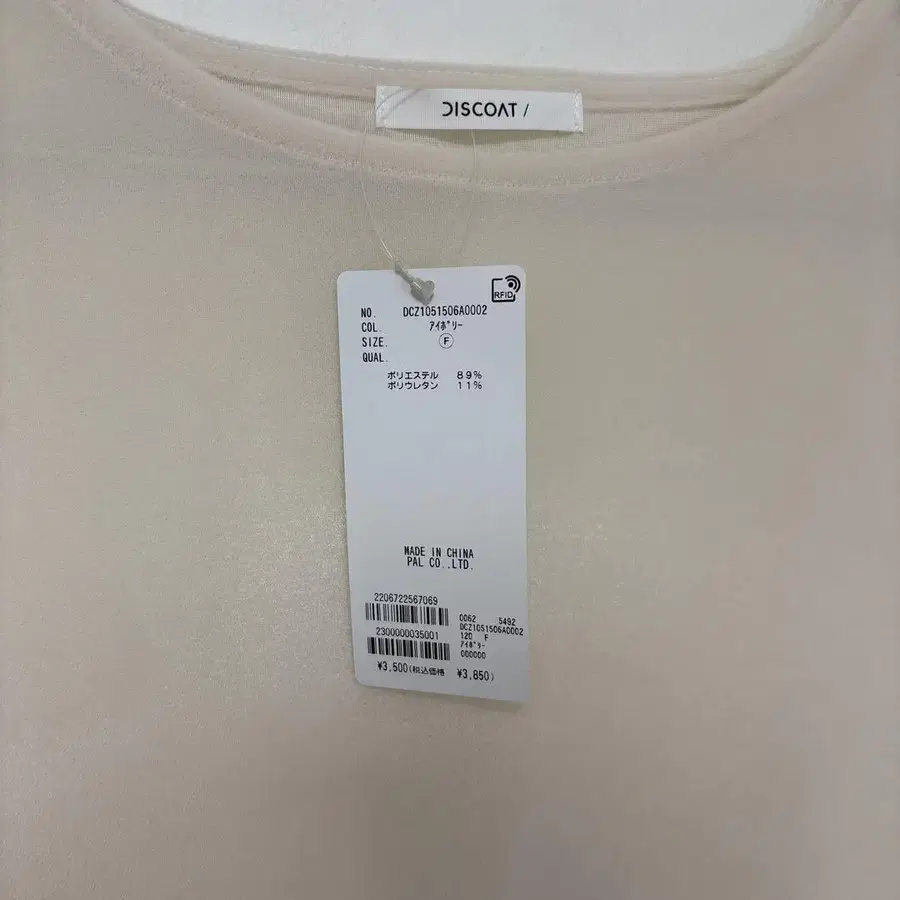 DISCOAT /
RFID
NO. DCZ1051506A0002
COL. アイボリー
SIZE. F
QUAL.
ポリエステル 89%
ポリウレタン 11%
MADE IN CHINA
PAL CO.,LTD.
2206722567069
2300000035001
0062 5492
DCZ1051506A0002
120 F
アイボリー
000000
¥3,500(税込価格 ¥3,850)